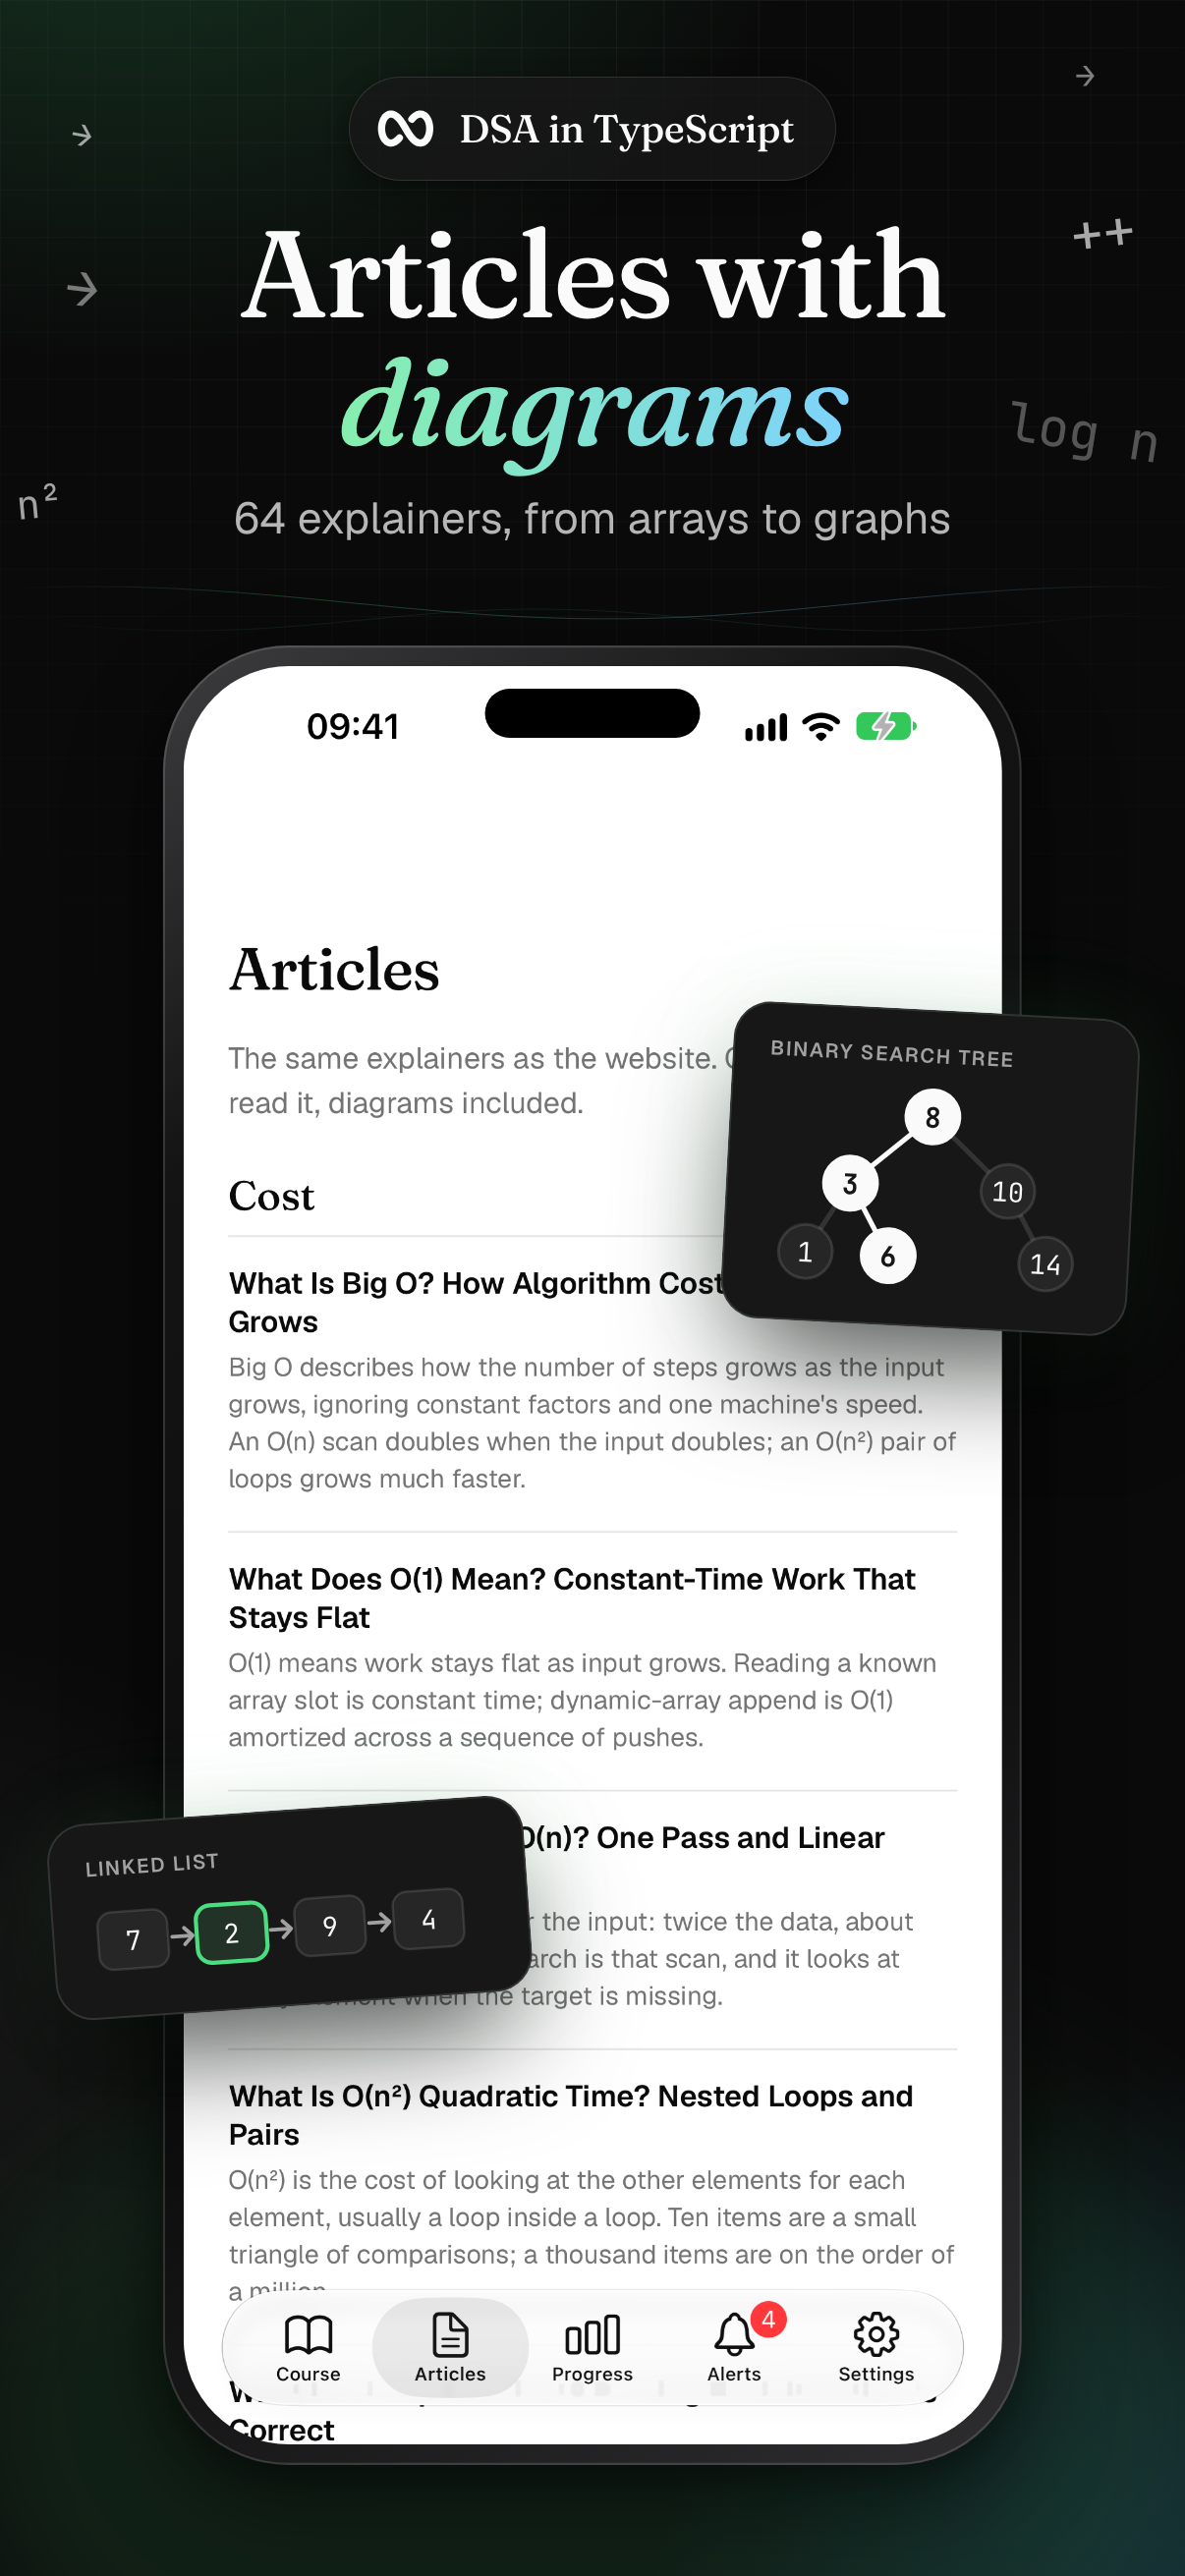 DSA in TypeScript
Articles with
diagrams
64 explainers, from arrays to graphs
→
→
→
++
log n
n²
09:41
Articles
The same explainers as the website.
read it, diagrams included.
BINARY SEARCH TREE
8
3
10
1
6
14
Cost
What Is Big O? How Algorithm Cost
Grows
Big O describes how the number of steps grows as the input
grows, ignoring constant factors and one machine's speed.
An O(n) scan doubles when the input doubles; an O(n²) pair of
loops grows much faster.
What Does O(1) Mean? Constant-Time Work That
Stays Flat
O(1) means work stays flat as input grows. Reading a known
array slot is constant time; dynamic-array append is O(1)
amortized across a sequence of pushes.
LINKED LIST
7 → 2 → 9 → 4
O(n)? One Pass and Linear
the input: twice the data, about
is that scan, and it looks at
when the target is missing.
What Is O(n²) Quadratic Time? Nested Loops and
Pairs
O(n²) is the cost of looking at the other elements for each
element, usually a loop inside a loop. Ten items are a small
triangle of comparisons; a thousand items are on the order of
a million
Correct
Course
Articles
Progress
Alerts
4
Settings